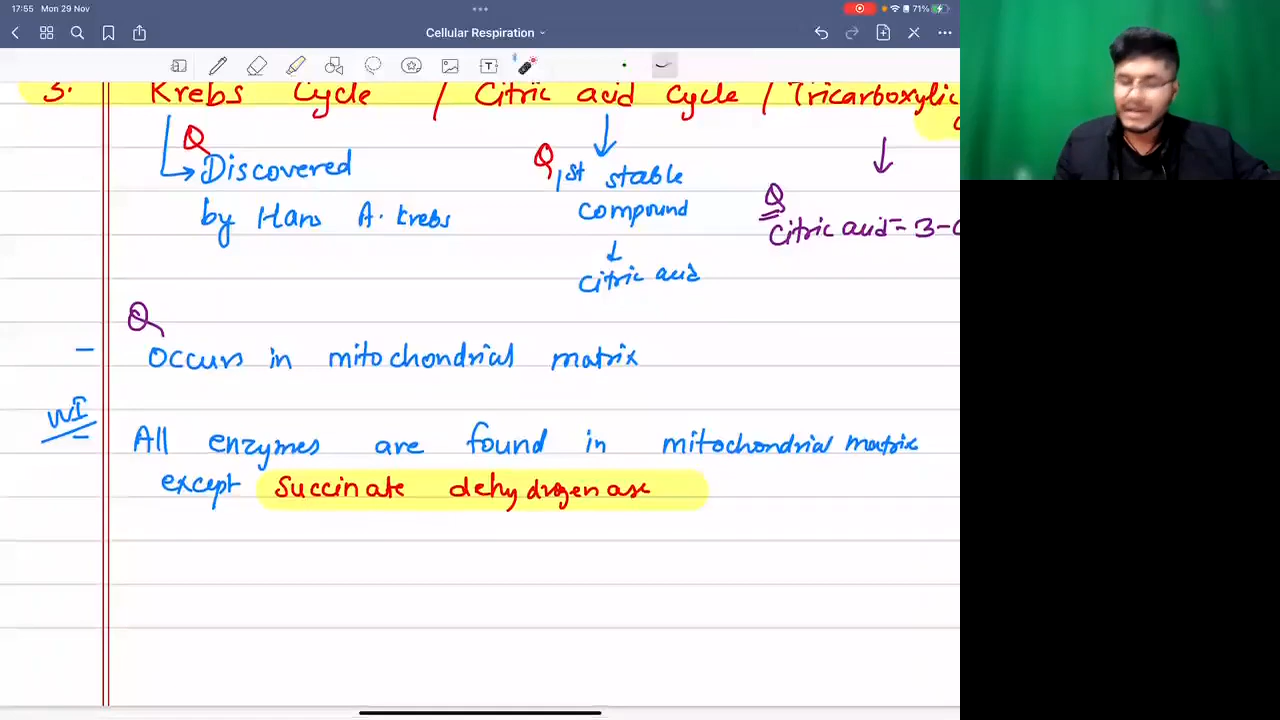 17:55 Mon 29 Nov
71%
Cellular Respiration
3. Krebs Cycle / Citric acid Cycle / Tricarboxylic
Q
Discovered
by Hans A. Krebs
Q 1st stable
compound
citric acid
Q
Citric acid = 3-C
Q
- Occurs in mitochondrial matrix
- All enzymes are found in mitochondrial matrix
except Succinate dehydrogenase